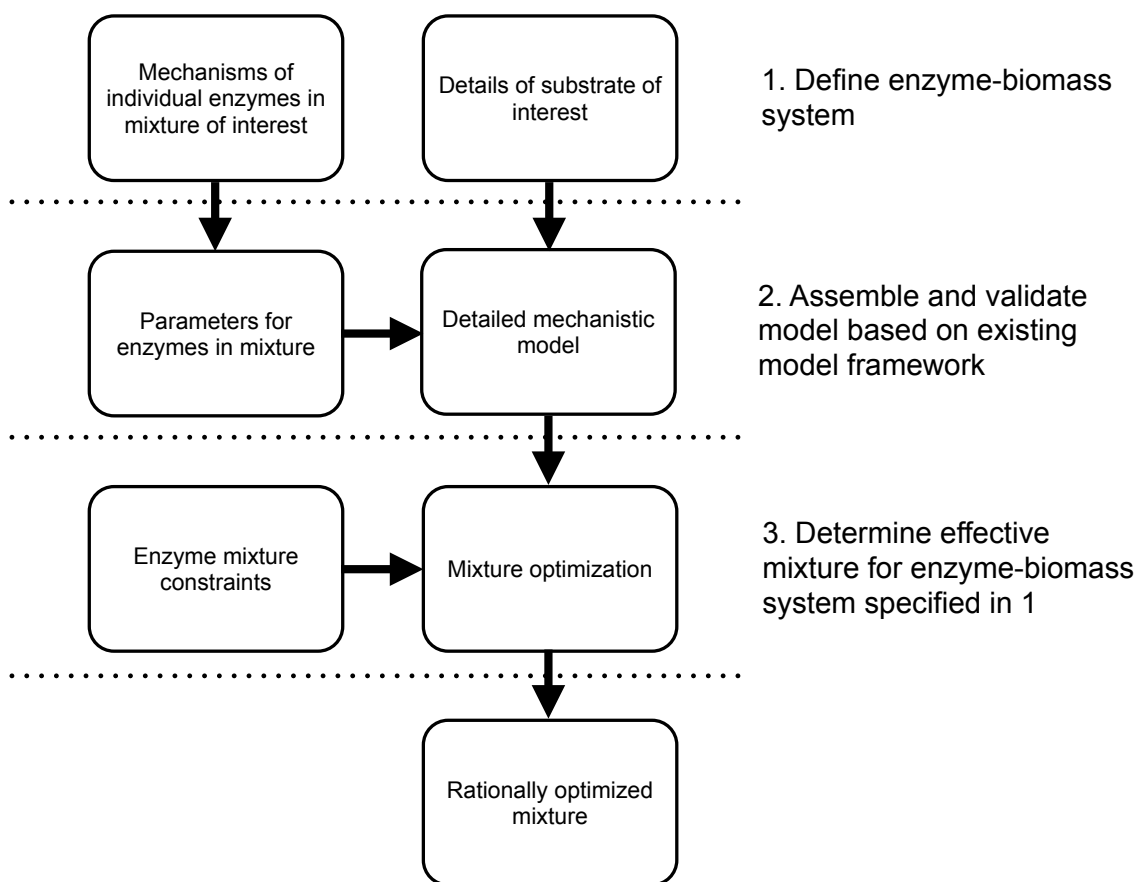 Mechanisms of
individual enzymes in
mixture of interest
Details of substrate of
interest
1. Define enzyme-biomass
system
Parameters for
enzymes in mixture
Detailed mechanistic
model
2. Assemble and validate
model based on existing
model framework
Enzyme mixture
constraints
Mixture optimization
3. Determine effective
mixture for enzyme-biomass
system specified in 1
Rationally optimized
mixture